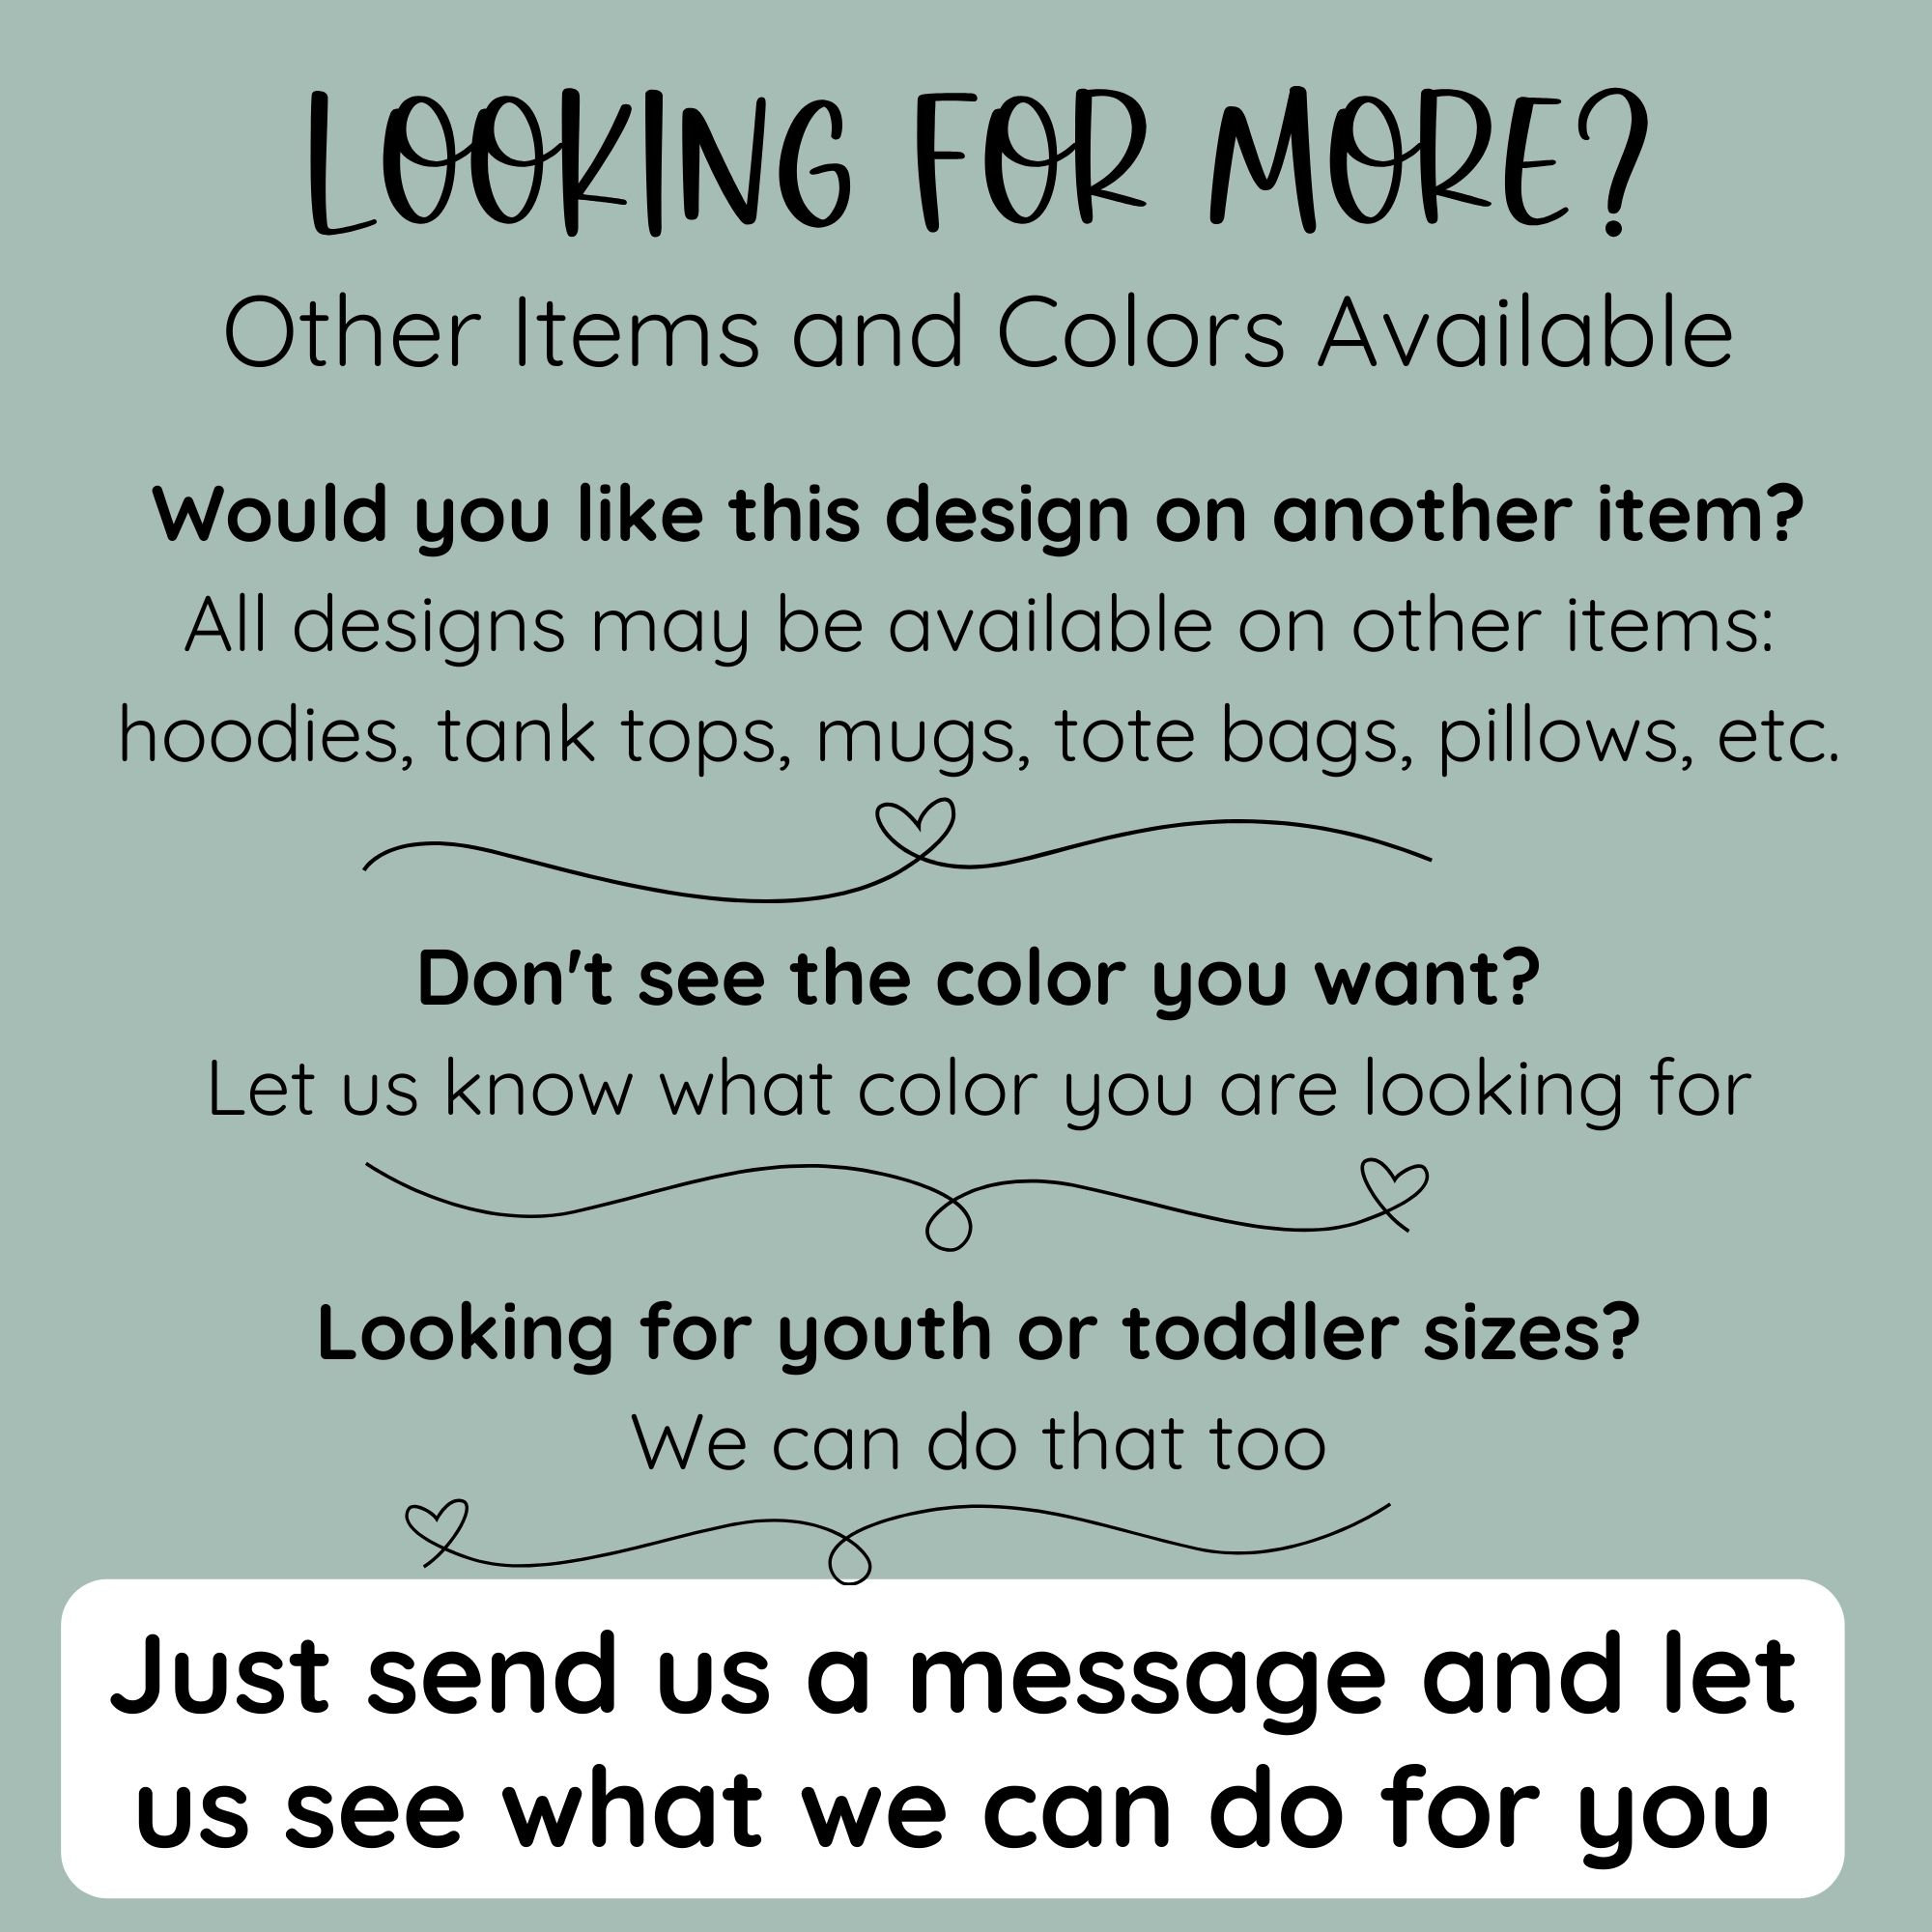 LOOKING FOR MORE?
Other Items and Colors Available
Would you like this design on another item?
All designs may be available on other items:
hoodies, tank tops, mugs, tote bags, pillows, etc.
Don't see the color you want?
Let us know what color you are looking for
Looking for youth or toddler sizes?
We can do that too
Just send us a message and let
us see what we can do for you